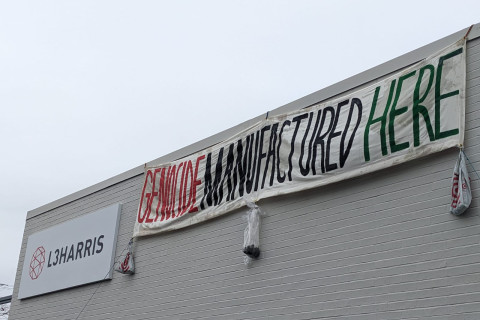 L3HARRIS
GENOCIDE MANUFACTURED HERE